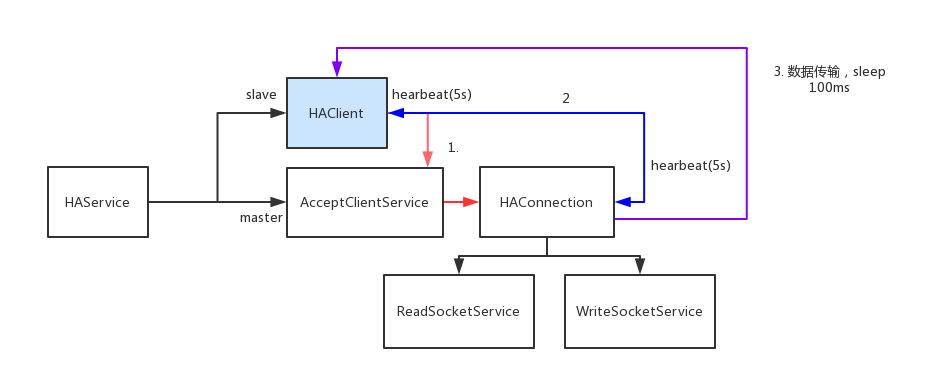 3. 数据传输，sleep
100ms
slave
hearbeat(5s)
2
HAClient
1.
hearbeat(5s)
HAService
AcceptClientService
HAConnection
master
ReadSocketService
WriteSocketService